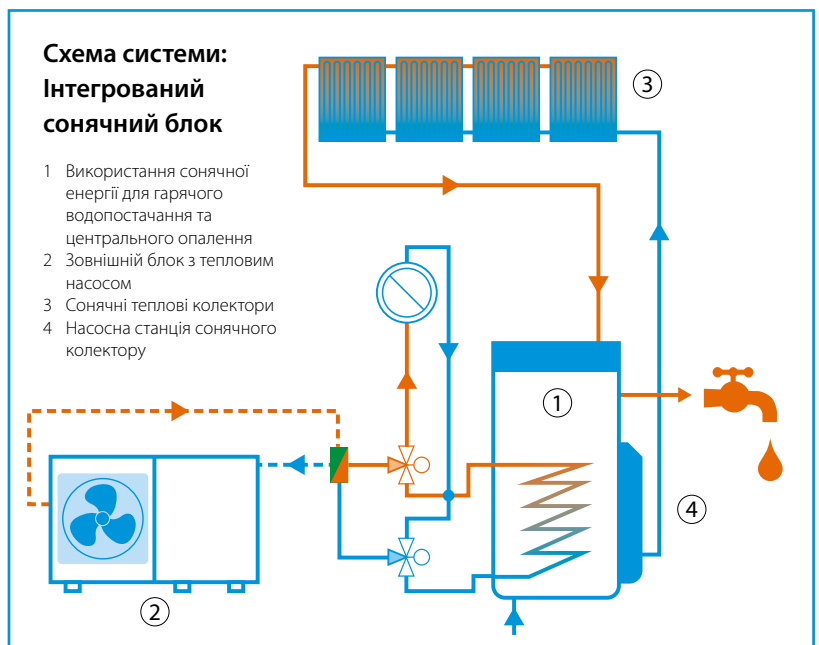 Схема системи:
Інтегрований
сонячний блок
1 Використання сонячної
енергії для гарячого
водопостачання та
центрального опалення
2 Зовнішній блок з тепловим
насосом
3 Сонячні теплові колектори
4 Насосна станція сонячного
колектору
3
1
4
2